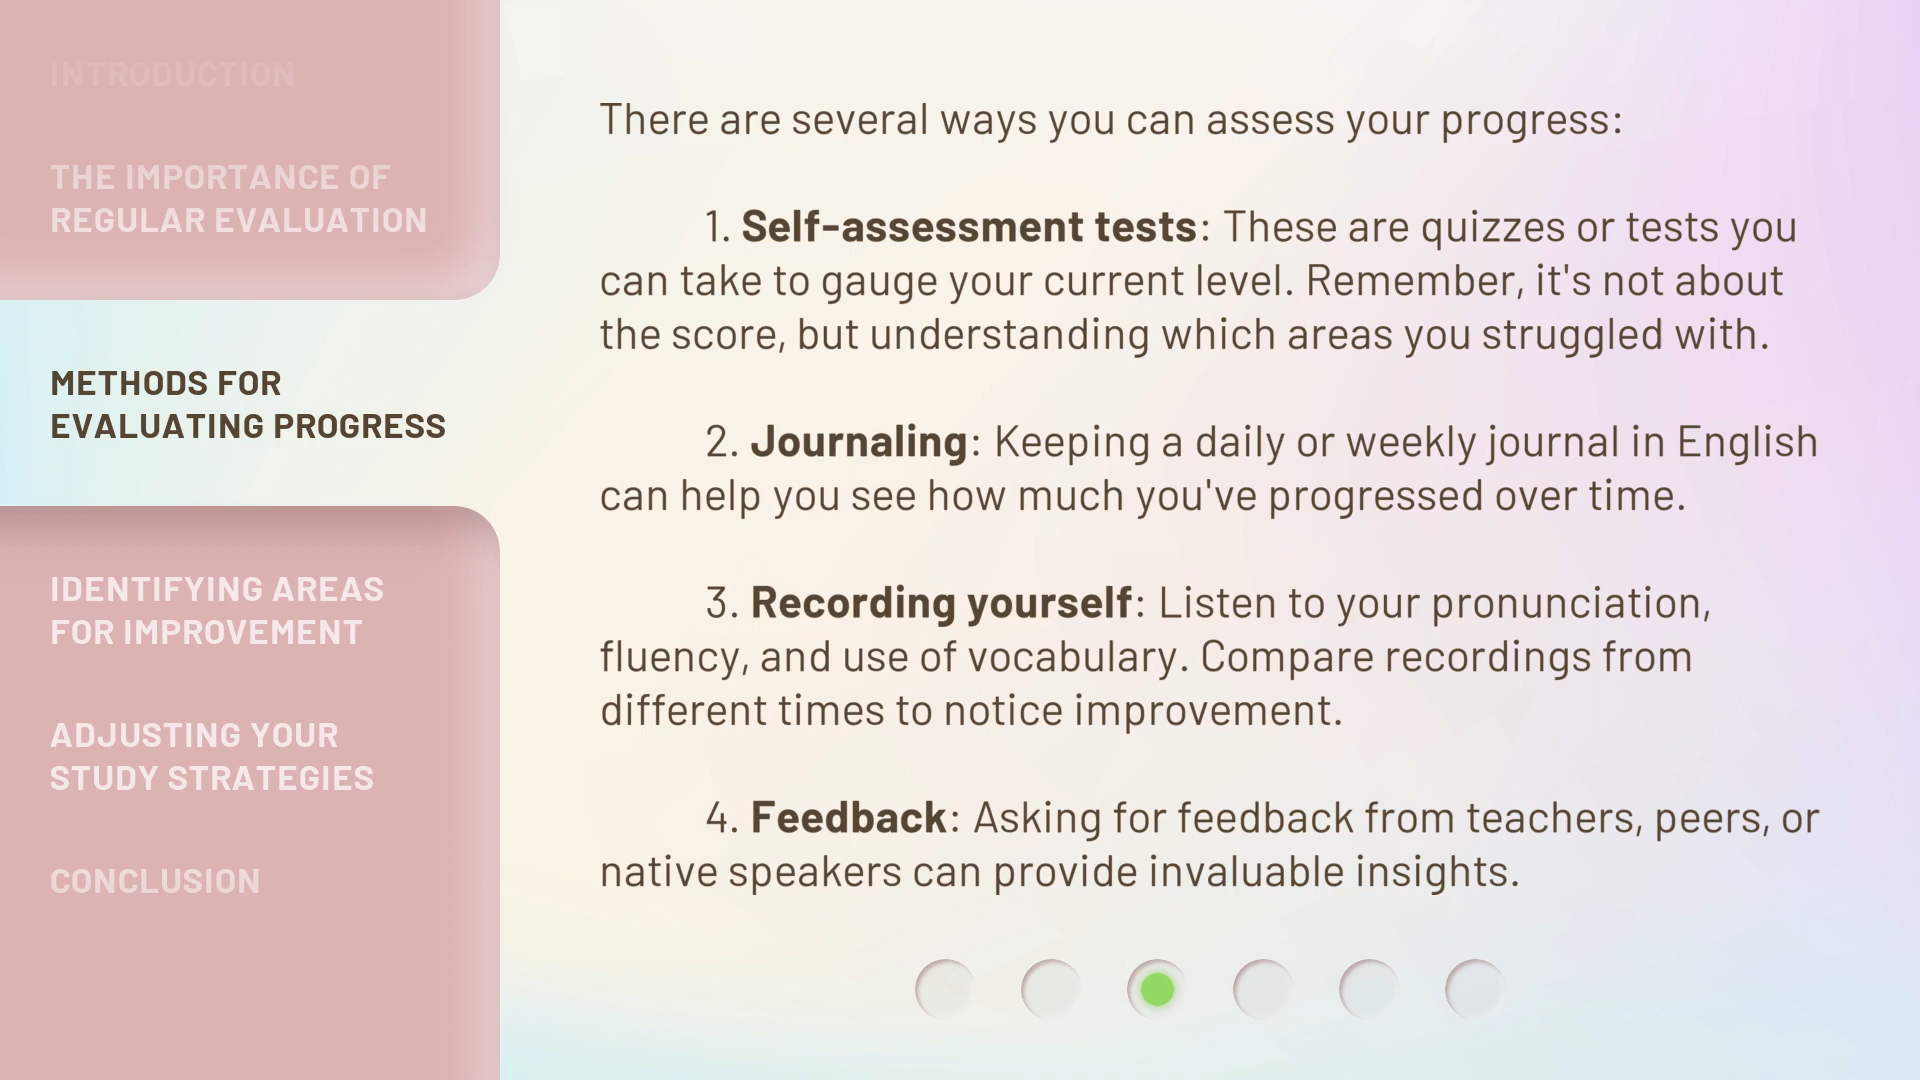 INTRODUCTION
THE IMPORTANCE OF
REGULAR EVALUATION
METHODS FOR
EVALUATING PROGRESS
IDENTIFYING AREAS
FOR IMPROVEMENT
ADJUSTING YOUR
STUDY STRATEGIES
CONCLUSION
There are several ways you can assess your progress:
1. Self-assessment tests: These are quizzes or tests you
can take to gauge your current level. Remember, it's not about
the score, but understanding which areas you struggled with.
2. Journaling: Keeping a daily or weekly journal in English
can help you see how much you've progressed over time.
3. Recording yourself: Listen to your pronunciation,
fluency, and use of vocabulary. Compare recordings from
different times to notice improvement.
4. Feedback: Asking for feedback from teachers, peers, or
native speakers can provide invaluable insights.